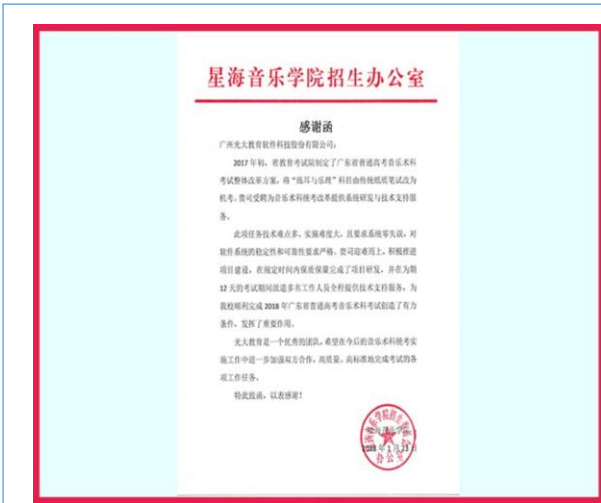 星海音乐学院招生办公室
感谢函
广州光大教育软件科技股份有限公司：
2017 年初，省教育考试院制定了广东省普通高考音乐术科
考试整体改革方案，将“练耳与乐理”科目由传统纸质笔试改为
机考。贵司受聘为音乐术科统考改革提供系统研发与技术支持服
务。
此项任务技术难点多、实施难度大，且要求系统零失误，对
软件系统的稳定性和可靠性要求严格。贵司迎难而上，积极推进
项目建设，在规定时间内保质保量完成了项目研发，并在为期
12 天的考试期间派遣多名工作人员全程提供技术支持服务，为
我校顺利完成 2018 年广东省普通高考音乐术科考试创造了有力
条件，发挥了重要作用。
光大教育是一个优秀的团队，希望在今后的音乐术科统考实
施工作中进一步加强双方合作，高质量、高标准地完成考试的各
项工作任务。
特此致函，以表感谢！
星海音乐学院
2018 年 1 月 23 日